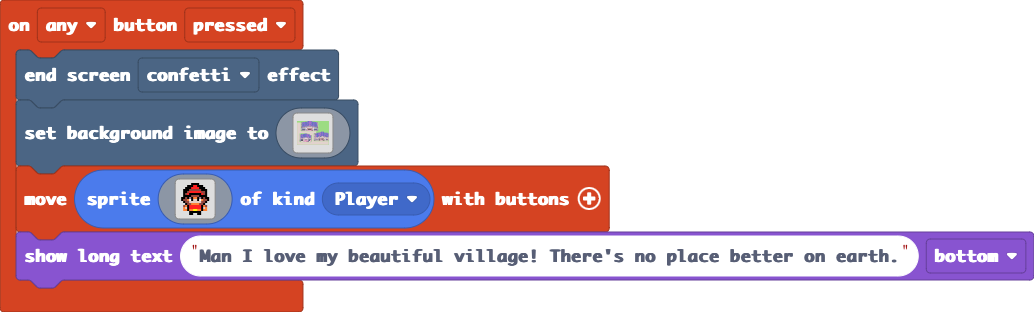 on any button pressed
end screen confetti effect
set background image to
move sprite of kind Player with buttons
show long text "Man I love my beautiful village! There's no place better on earth." bottom